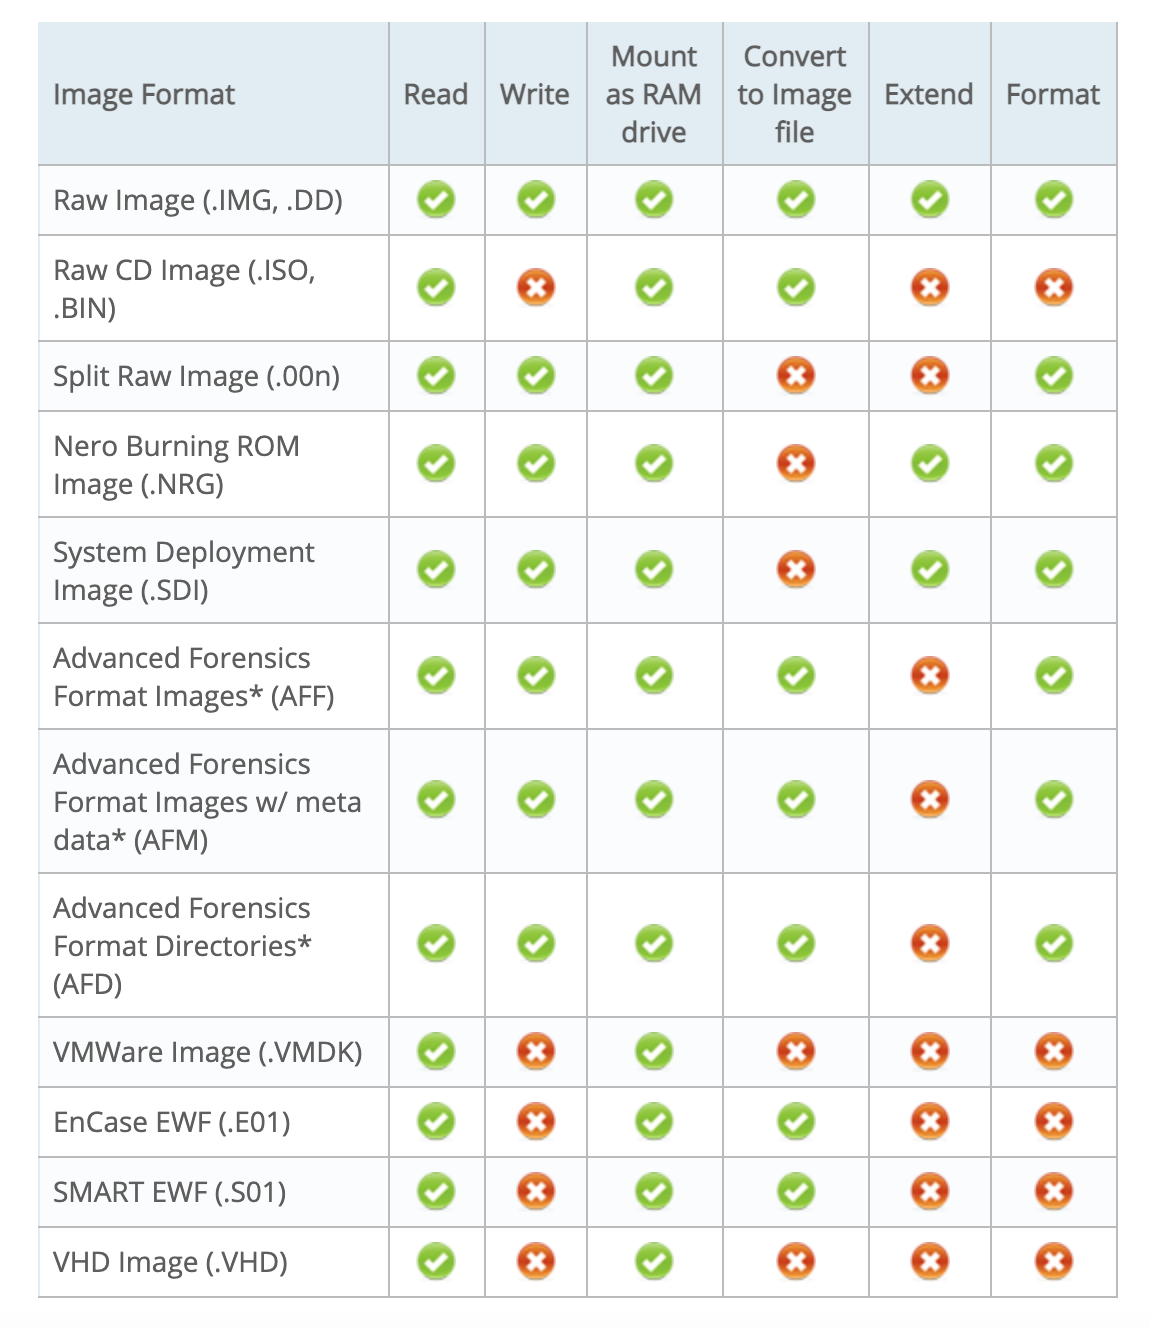 Image Format
Read
Write
Mount
as RAM
drive
Convert
to Image
file
Extend
Format
Raw Image (.IMG, .DD)
Raw CD Image (.ISO,
.BIN)
Split Raw Image (.00n)
Nero Burning ROM
Image (.NRG)
System Deployment
Image (.SDI)
Advanced Forensics
Format Images* (AFF)
Advanced Forensics
Format Images w/ meta
data* (AFM)
Advanced Forensics
Format Directories*
(AFD)
VMWare Image (.VMDK)
EnCase EWF (.E01)
SMART EWF (.S01)
VHD Image (.VHD)